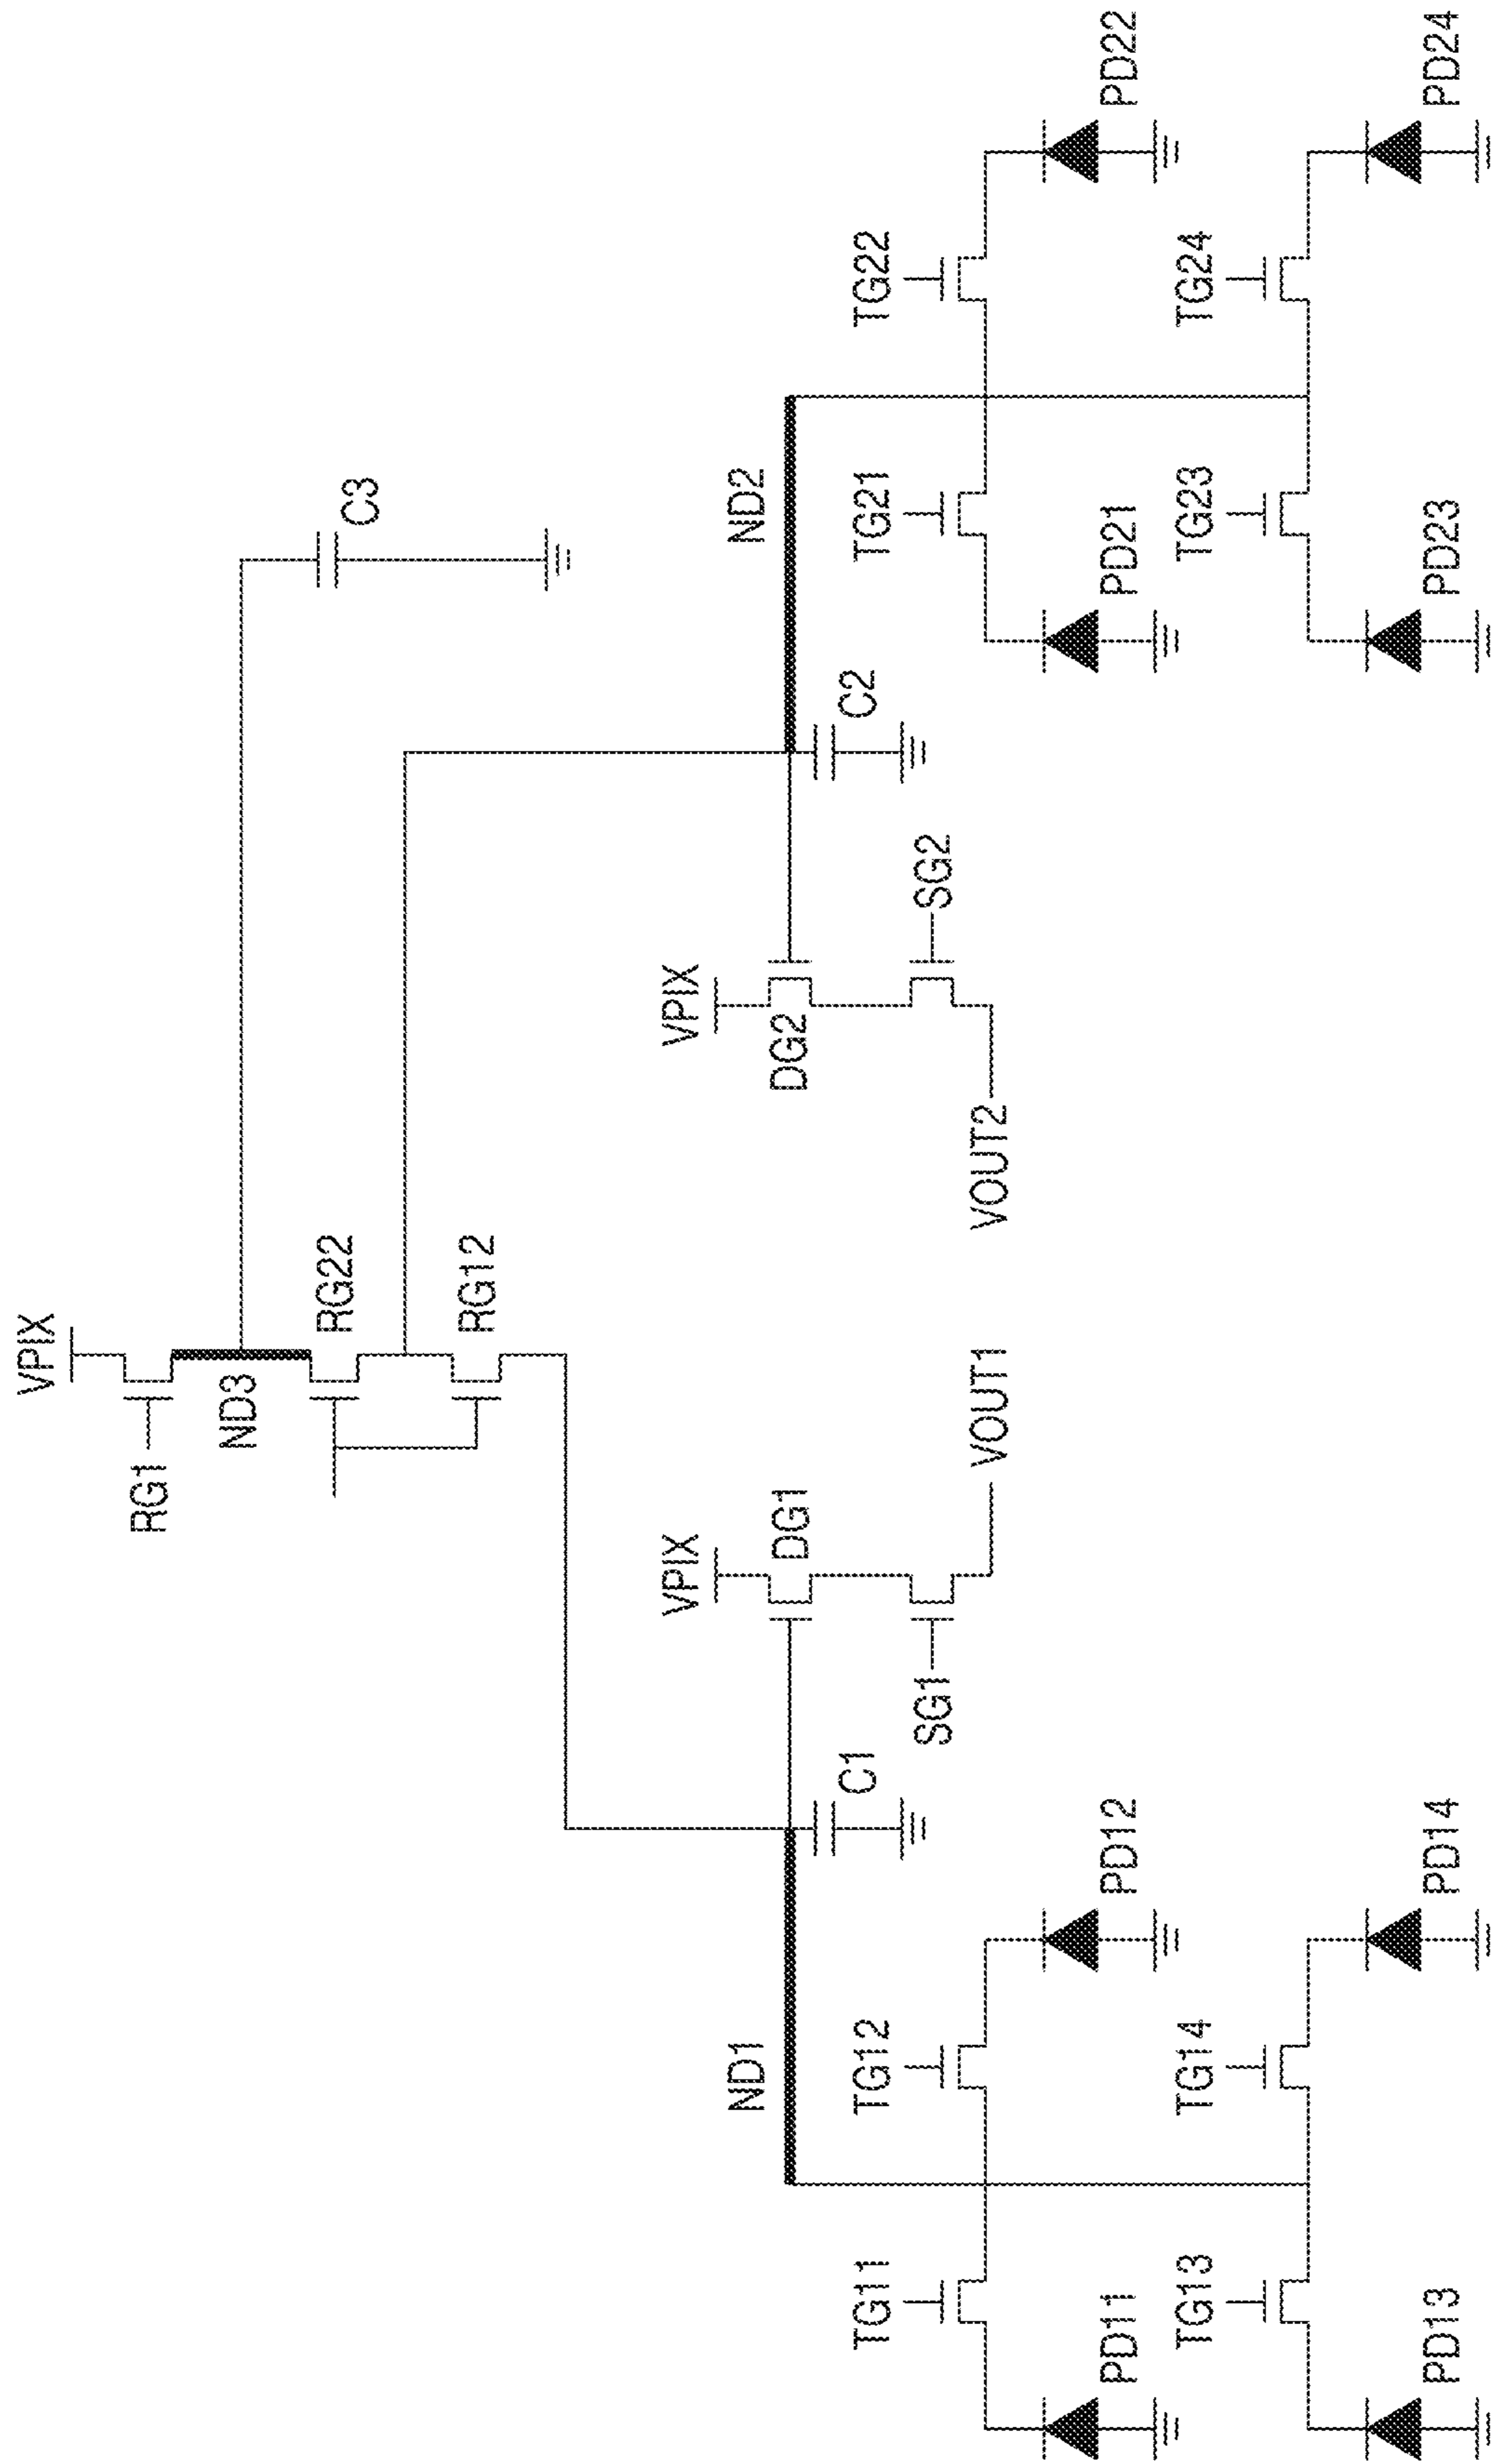 VPIX
RG1
ND3
RG22
RG12
C3
VPIX
DG1
SG1
VOUT1
VPIX
DG2
SG2
VOUT2
ND1
C1
C2
ND2
TG11
TG12
TG21
TG22
PD11
PD12
PD21
PD22
TG13
TG14
TG23
TG24
PD13
PD14
PD23
PD24